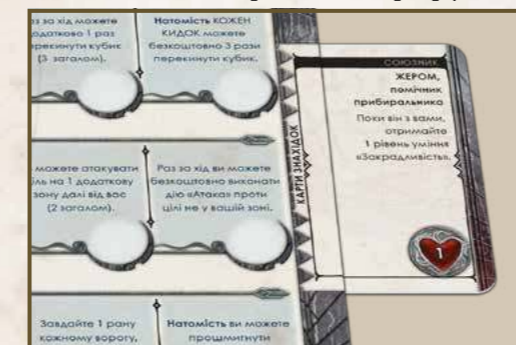 раз за хід можете
додатково 1 раз
перекинути кубик
(3 загалом).
Натомість КОЖЕН
КИДОК можете
безкоштовно 3 рази
перекинути кубик.
можете атакувати
ціль на 1 додаткову
зону далі від вас
(2 загалом).
Раз за хід ви можете
безкоштовно виконати
дію «Атака» проти
цілі не у вашій зоні.
Завдайте 1 рану
кожному ворогу,
Натомість ви можете
прошмигнути
КАРТИ ЗНАХІДОК
СОЮЗНИК
ЖЕРОМ,
помічник
прибиральника
Поки він з вами,
отримайте
1 рівень уміння
«Закрадливість».
1